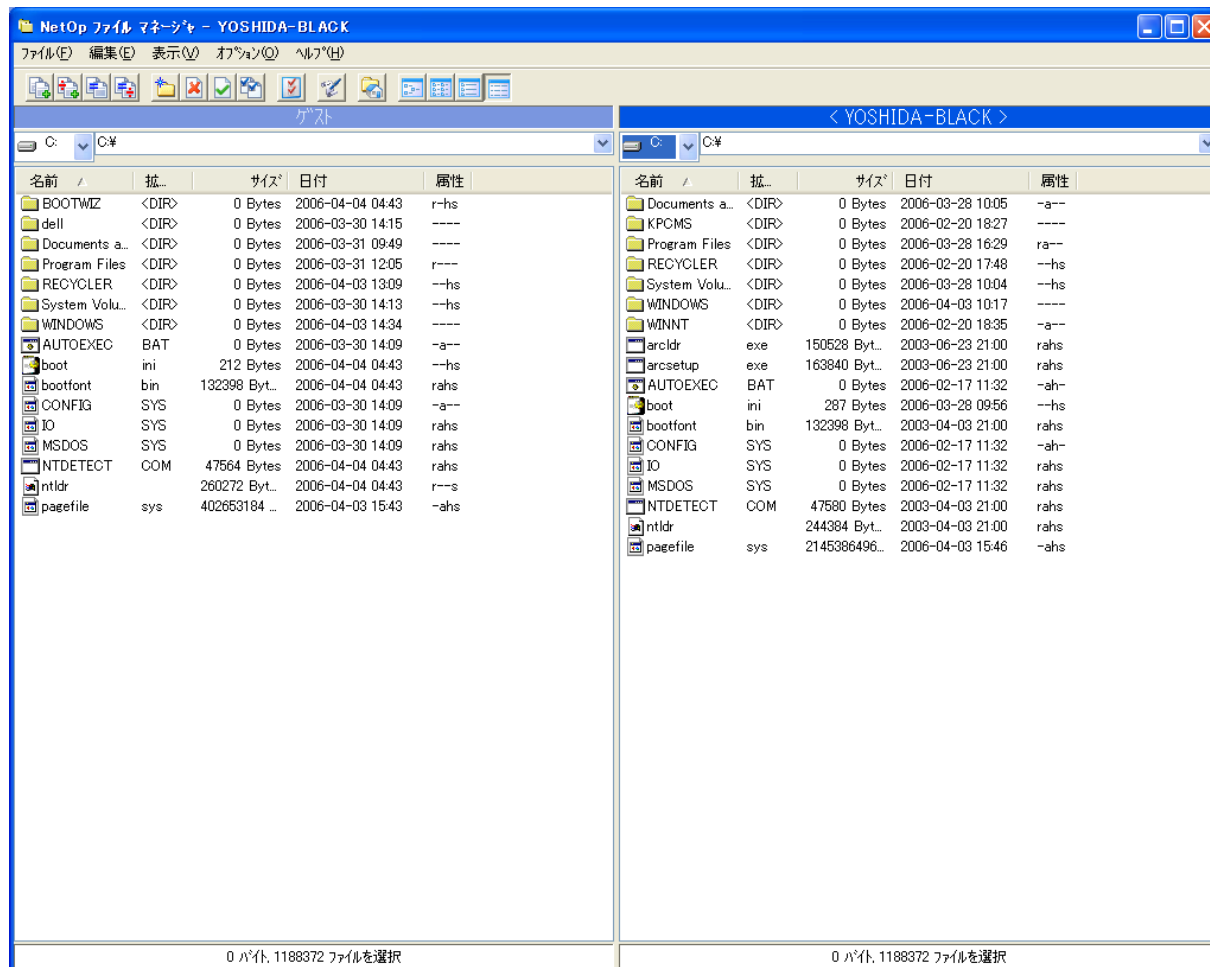 NetOp ファイル マネージャ - YOSHIDA-BLACK
ファイル(F) 編集(E) 表示(V) オプション(O) ヘルプ(H)
ゲスト
C: C:¥
名前 拡... サイズ 日付 属性
BOOTWIZ <DIR> 0 Bytes 2006-04-04 04:43 r-hs
dell <DIR> 0 Bytes 2006-03-30 14:15 ----
Documents a... <DIR> 0 Bytes 2006-03-31 09:49 ----
Program Files <DIR> 0 Bytes 2006-03-31 12:05 r---
RECYCLER <DIR> 0 Bytes 2006-04-03 13:09 --hs
System Volu... <DIR> 0 Bytes 2006-03-30 14:13 --hs
WINDOWS <DIR> 0 Bytes 2006-04-03 14:34 ----
AUTOEXEC BAT 0 Bytes 2006-03-30 14:09 -a--
boot ini 212 Bytes 2006-04-04 04:43 --hs
bootfont bin 132398 Byt... 2006-04-04 04:43 rahs
CONFIG SYS 0 Bytes 2006-03-30 14:09 -a--
IO SYS 0 Bytes 2006-03-30 14:09 rahs
MSDOS SYS 0 Bytes 2006-03-30 14:09 rahs
NTDETECT COM 47564 Bytes 2006-04-04 04:43 rahs
ntldr 260272 Byt... 2006-04-04 04:43 r--s
pagefile sys 402653184 ... 2006-04-03 15:43 -ahs
0 バイト, 1188372 ファイルを選択
< YOSHIDA-BLACK >
C: C:¥
名前 拡... サイズ 日付 属性
Documents a... <DIR> 0 Bytes 2006-03-28 10:05 -a--
KPCMS <DIR> 0 Bytes 2006-02-20 18:27 ----
Program Files <DIR> 0 Bytes 2006-03-28 16:29 ra--
RECYCLER <DIR> 0 Bytes 2006-02-20 17:48 --hs
System Volu... <DIR> 0 Bytes 2006-03-28 10:04 --hs
WINDOWS <DIR> 0 Bytes 2006-04-03 10:17 ----
WINNT <DIR> 0 Bytes 2006-02-20 18:35 -a--
arcldr exe 150528 Byt... 2003-06-23 21:00 rahs
arcsetup exe 163840 Byt... 2003-06-23 21:00 rahs
AUTOEXEC BAT 0 Bytes 2006-02-17 11:32 -ah-
boot ini 287 Bytes 2006-03-28 09:56 --hs
bootfont bin 132398 Byt... 2003-04-03 21:00 rahs
CONFIG SYS 0 Bytes 2006-02-17 11:32 -ah-
IO SYS 0 Bytes 2006-02-17 11:32 rahs
MSDOS SYS 0 Bytes 2006-02-17 11:32 rahs
NTDETECT COM 47580 Bytes 2003-04-03 21:00 rahs
ntldr 244384 Byt... 2003-04-03 21:00 rahs
pagefile sys 2145386496... 2006-04-03 15:46 -ahs
0 バイト, 1188372 ファイルを選択